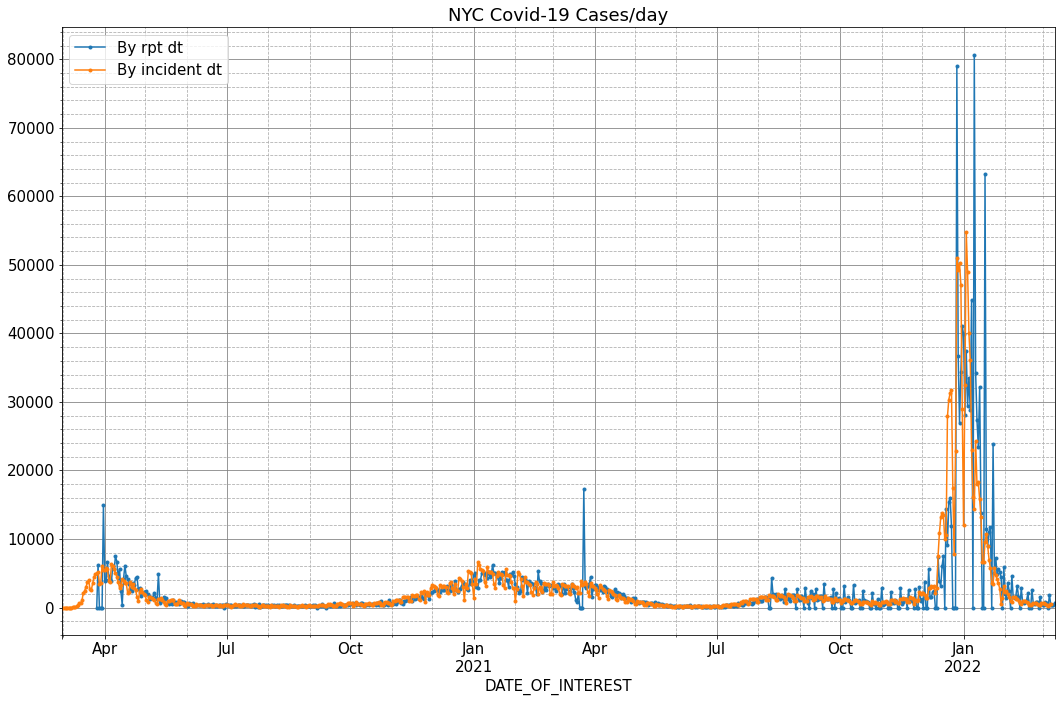 NYC Covid-19 Cases/day
By rpt dt
By incident dt
80000
70000
60000
50000
40000
30000
20000
10000
0
Apr Jul Oct Jan Apr Jul Oct Jan
2021 2022
DATE_OF_INTEREST